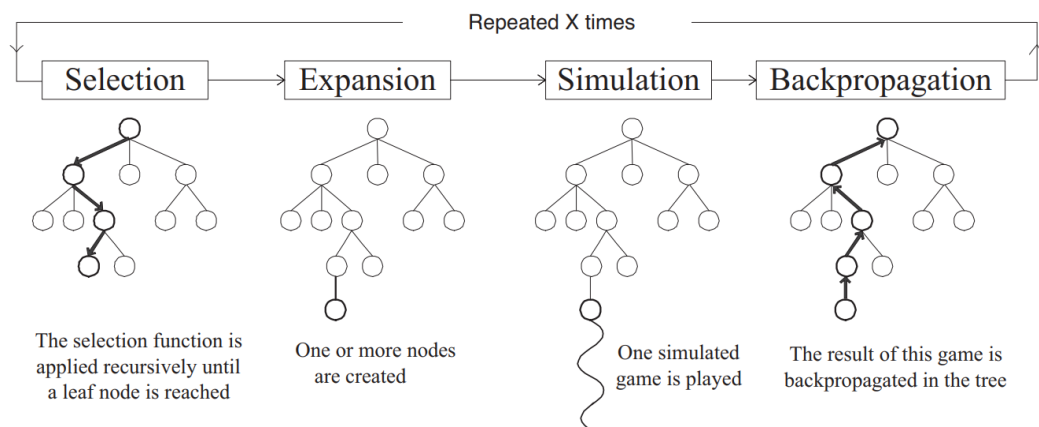 Repeated X times
Selection
Expansion
Simulation
Backpropagation
The selection function is
applied recursively until
a leaf node is reached
One or more nodes
are created
One simulated
game is played
The result of this game is
backpropagated in the tree